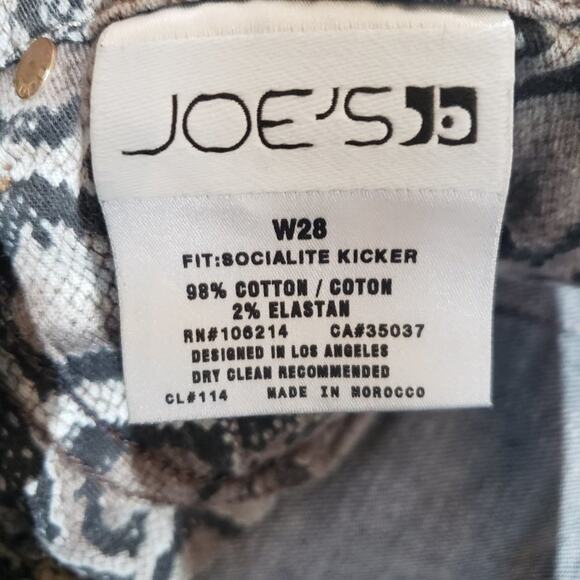 JOE'S
W28
FIT:SOCIALITE KICKER
98% COTTON / COTON
2% ELASTAN
RN#106214 CA#35037
DESIGNED IN LOS ANGELES
DRY CLEAN RECOMMENDED
CL#114 MADE IN MOROCCO